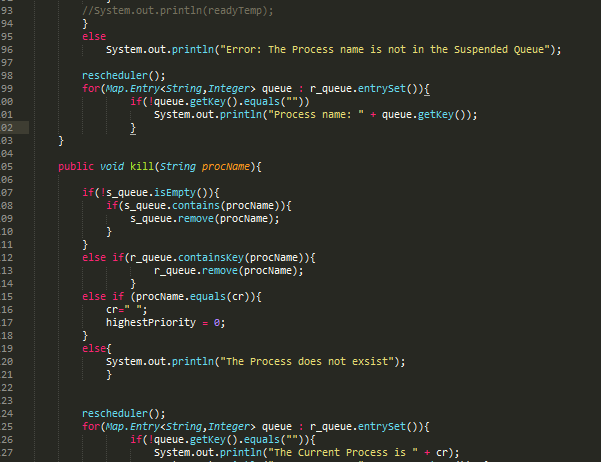 93 //System.out.println(readyTemp);
94 }
95 else
96 System.out.println("Error: The Process name is not in the Suspended Queue");
97
98 rescheduler();
99 for(Map.Entry<String,Integer> queue : r_queue.entrySet()){
00 if(!queue.getKey().equals(""))
01 System.out.println("Process name: " + queue.getKey());
02 }
03 }
04
05 public void kill(String procName){
06
07 if(!s_queue.isEmpty()){
08 if(s_queue.contains(procName)){
09 s_queue.remove(procName);
10 }
11 }
12 else if(r_queue.containsKey(procName)){
13 r_queue.remove(procName);
14 }
15 else if (procName.equals(cr)){
16 cr=" ";
17 highestPriority = 0;
18 }
19 else{
20 System.out.println("The Process does not exsist");
21 }
22
23
24 rescheduler();
25 for(Map.Entry<String,Integer> queue : r_queue.entrySet()){
26 if(!queue.getKey().equals("")){
27 System.out.println("The Current Process is " + cr);